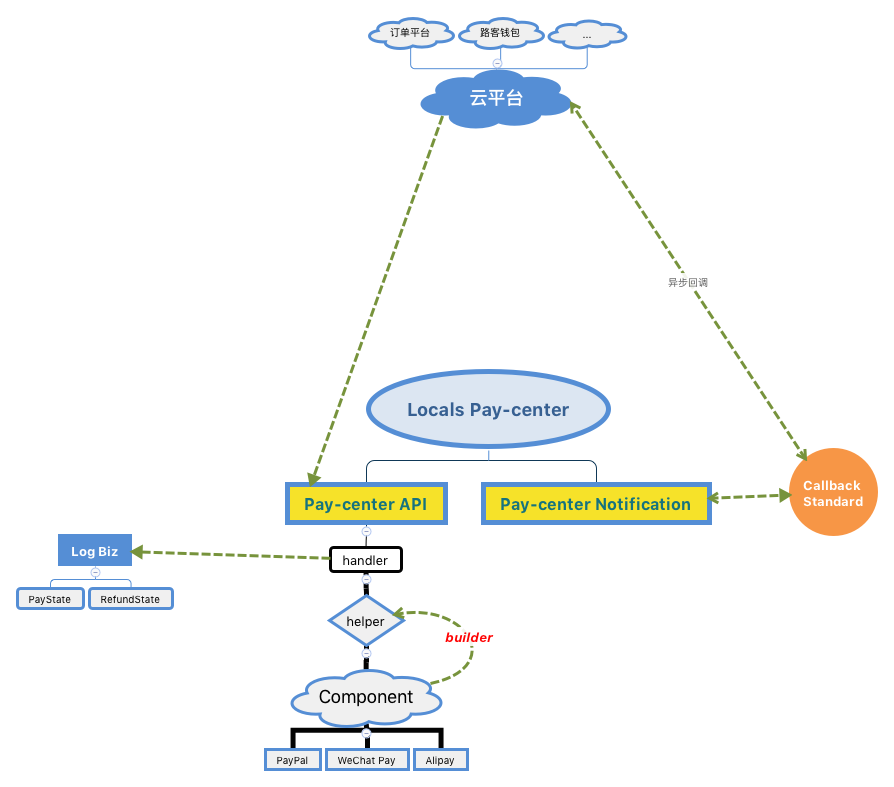 订单平台
路客钱包
...
云平台
异步回调
Locals Pay-center
Pay-center API
Pay-center Notification
Callback
Standard
Log Biz
handler
PayState
RefundState
helper
builder
Component
PayPal
WeChat Pay
Alipay